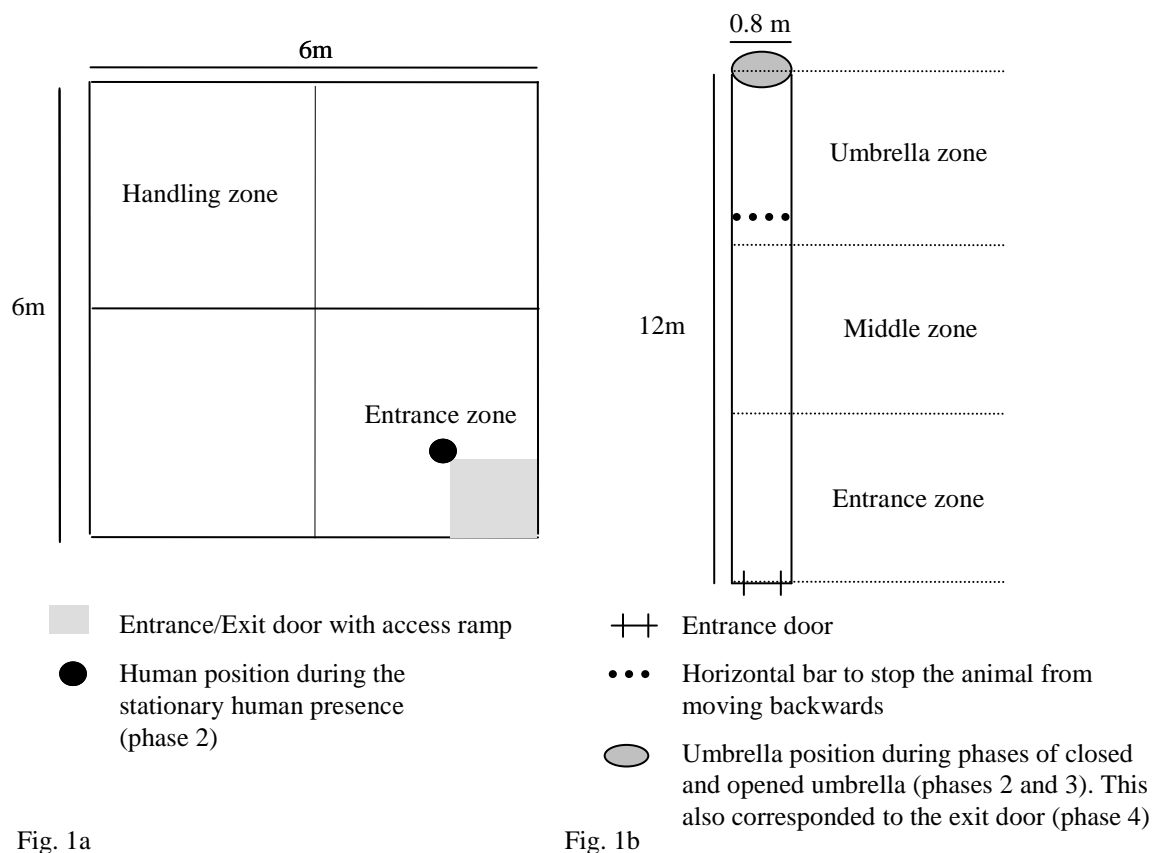 6m
6m
Handling zone
Entrance zone
Entrance/Exit door with access ramp
Human position during the
stationary human presence
(phase 2)
Fig. 1a
0.8 m
12m
Umbrella zone
Middle zone
Entrance zone
Entrance door
Horizontal bar to stop the animal from
moving backwards
Umbrella position during phases of closed
and opened umbrella (phases 2 and 3). This
also corresponded to the exit door (phase 4)
Fig. 1b